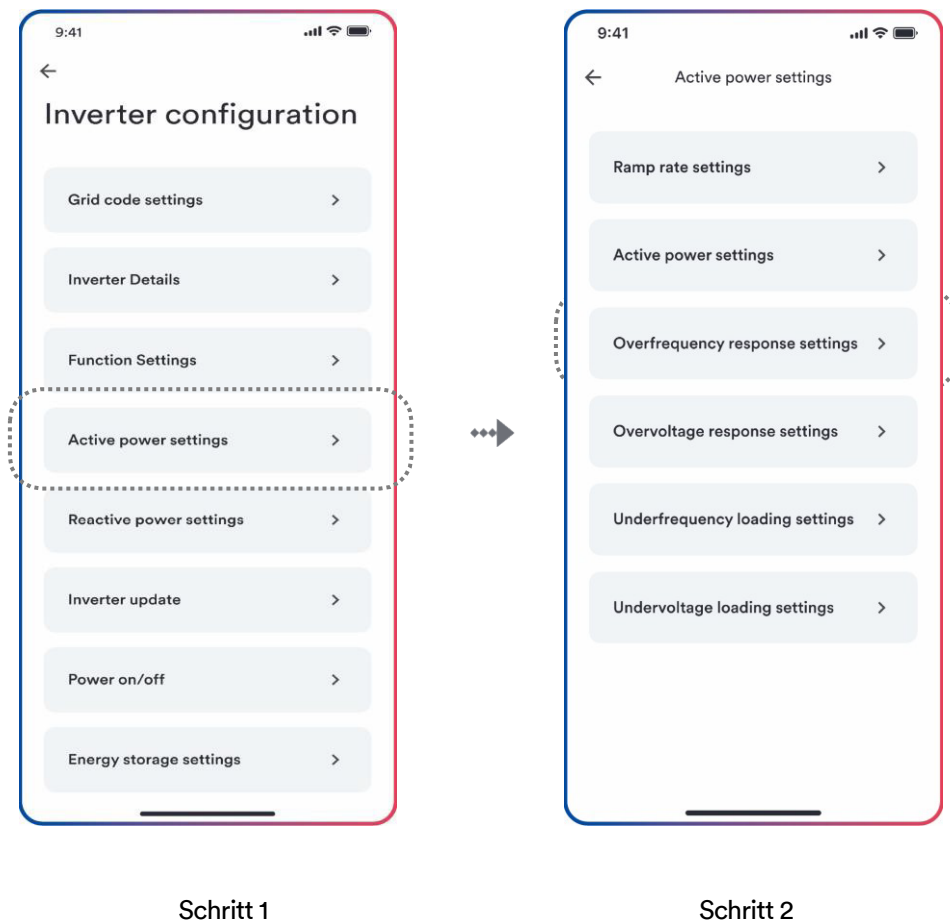 9:41
Inverter configuration
Grid code settings
Inverter Details
Function Settings
Active power settings
Reactive power settings
Inverter update
Power on/off
Energy storage settings
Schritt 1
9:41
Active power settings
Ramp rate settings
Active power settings
Overfrequency response settings
Overvoltage response settings
Underfrequency loading settings
Undervoltage loading settings
Schritt 2